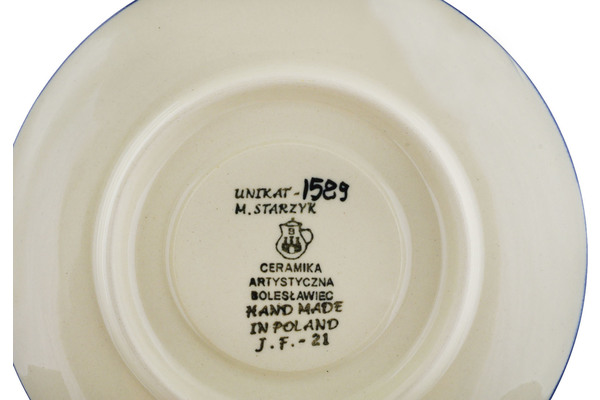 UNIKAT-1589
M. STARZYK
B
CERAMIKA
ARTYSTYCZNA
BOLESŁAWIEC
HAND MADE
IN POLAND
J.F.-21